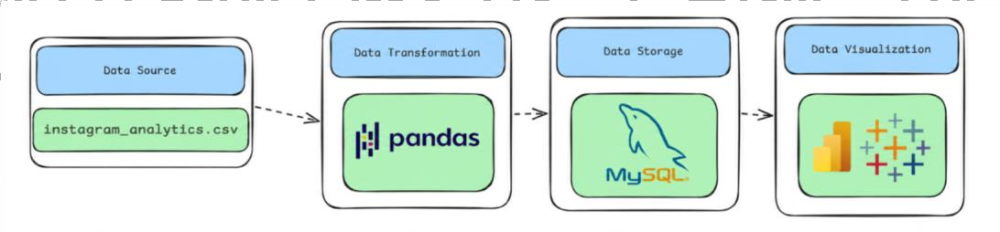 Data Source
instagram_analytics.csv
Data Transformation
pandas
Data Storage
MySQL
Data Visualization